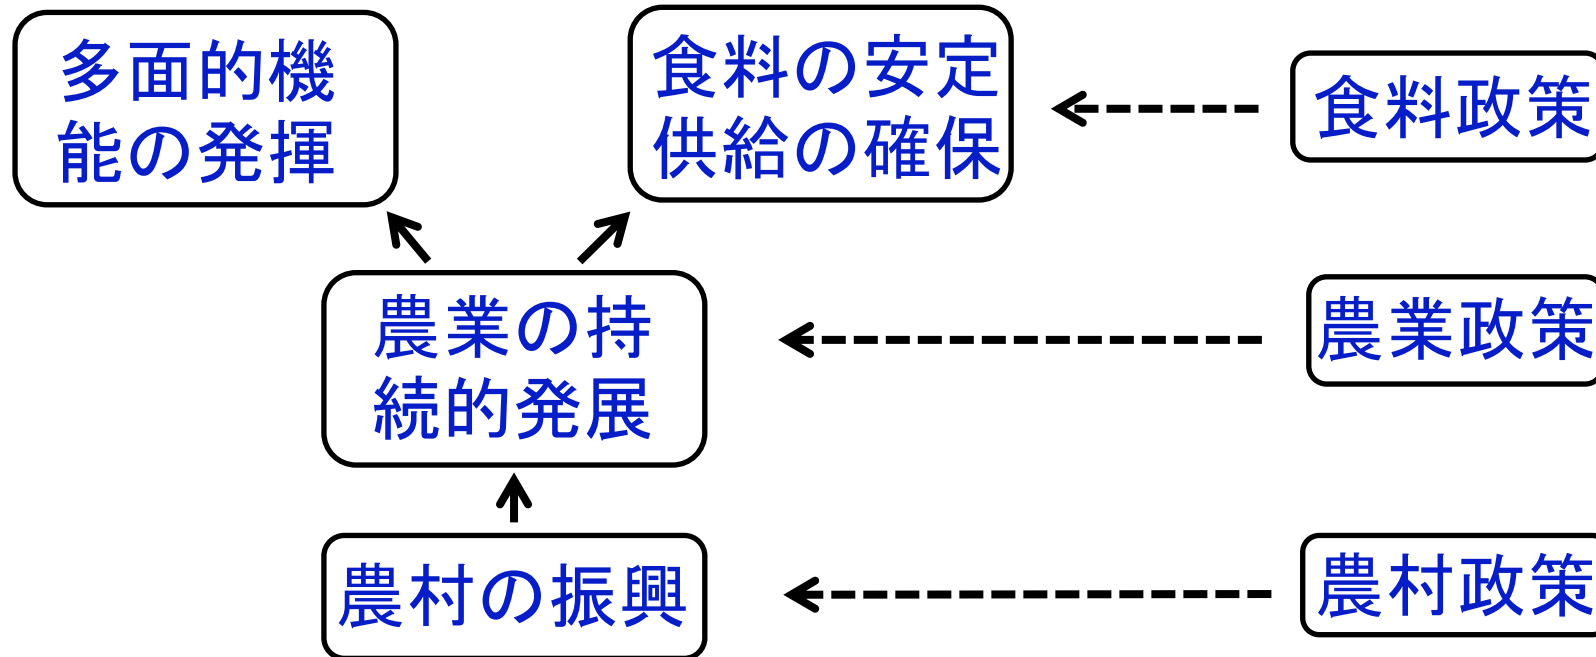 多面的機
能の発揮
食料の安定
供給の確保
食料政策
農業の持
続的発展
農業政策
農村の振興
農村政策